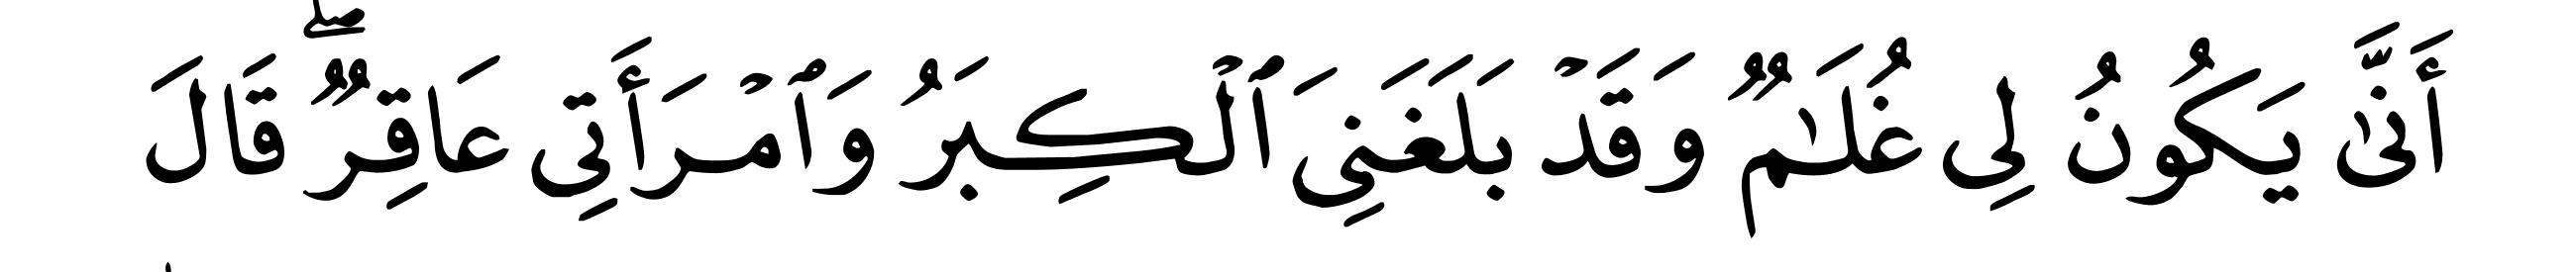 أَنَّىٰ يَكُونُ لِي غُلَـٰمٌ وَقَدْ بَلَغَنِيَ ٱلْكِبَرُ وَٱمْرَأَتِي عَاقِرٌ ۖ قَالَ